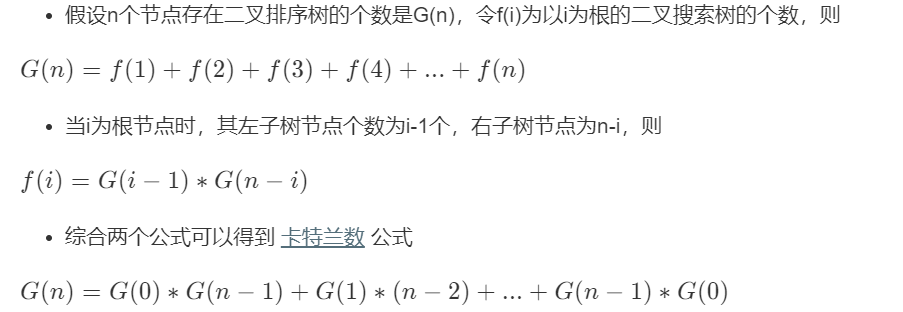 • 假设n个节点存在二叉排序树的个数是G(n)，令f(i)为以i为根的二叉搜索树的个数，则
G(n) = f(1) + f(2) + f(3) + f(4) + ... + f(n)
• 当i为根节点时，其左子树节点个数为i-1个，右子树节点为n-i，则
f(i) = G(i − 1) ∗ G(n − i)
• 综合两个公式可以得到 卡特兰数 公式
G(n) = G(0) ∗ G(n − 1) + G(1) ∗ (n − 2) + ... + G(n − 1) ∗ G(0)